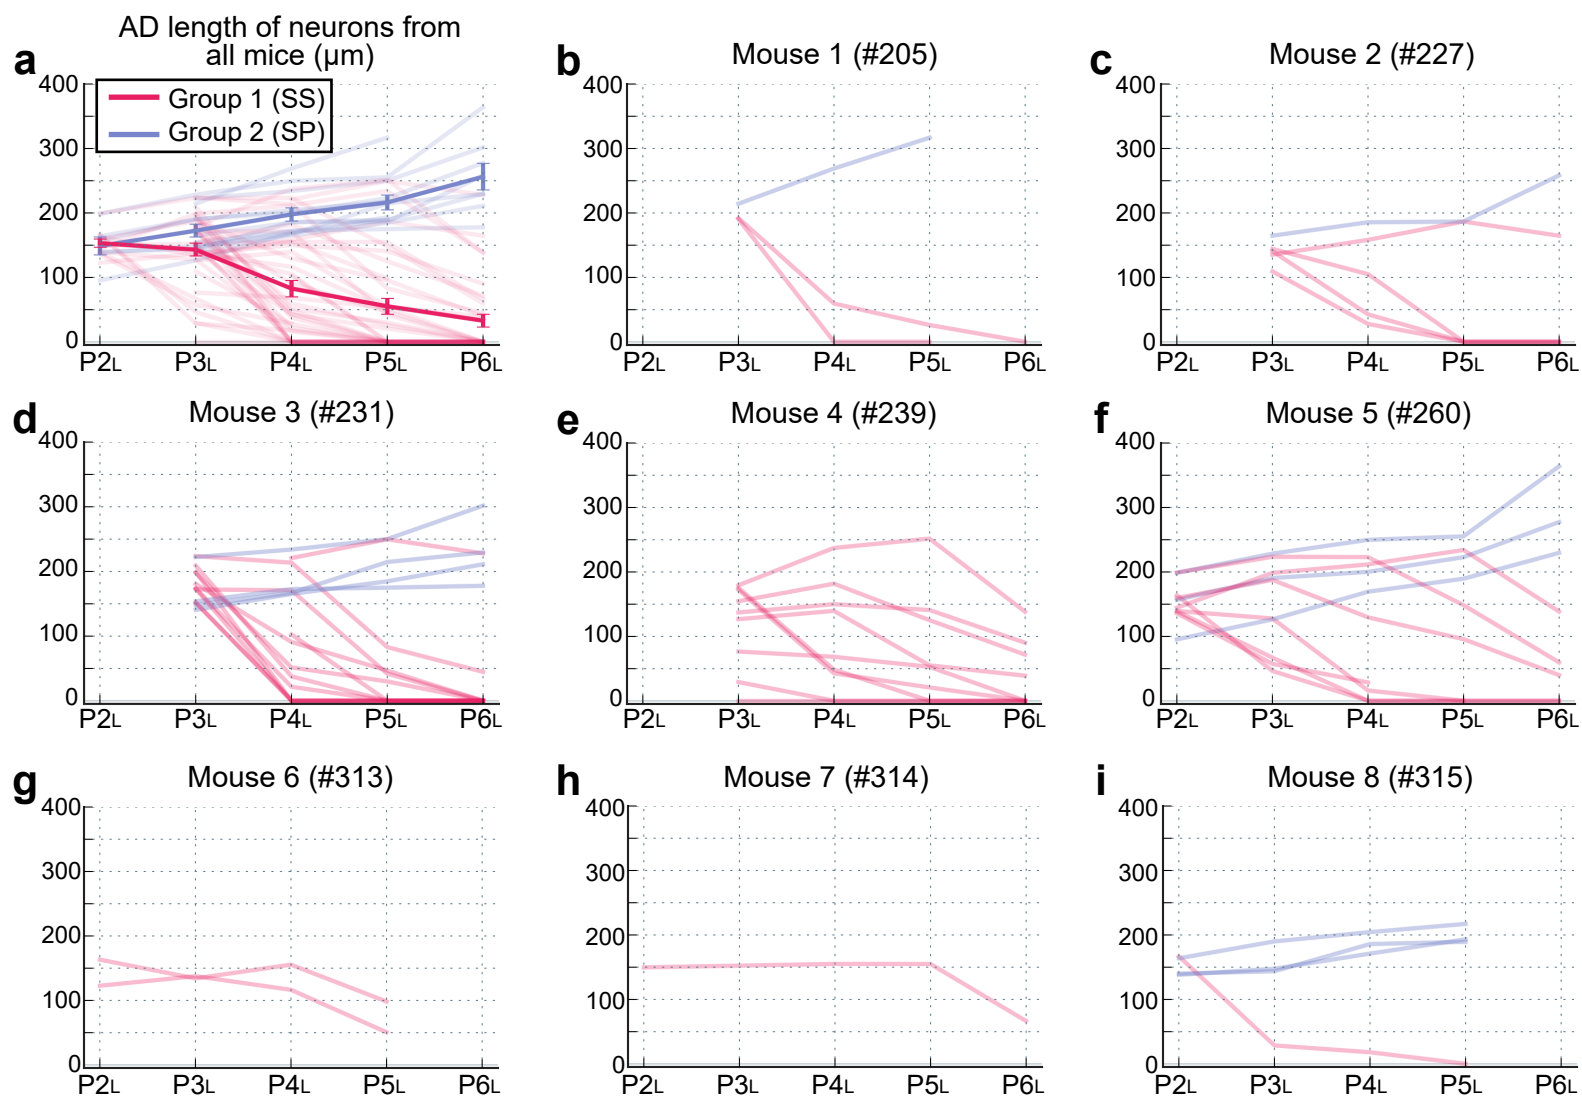 a
AD length of neurons from
all mice (μm)
Group 1 (SS)
Group 2 (SP)
400
300
200
100
0
P2L P3L P4L P5L P6L
b
Mouse 1 (#205)
400
300
200
100
0
P2L P3L P4L P5L P6L
c
Mouse 2 (#227)
400
300
200
100
0
P2L P3L P4L P5L P6L
d
Mouse 3 (#231)
400
300
200
100
0
P2L P3L P4L P5L P6L
e
Mouse 4 (#239)
400
300
200
100
0
P2L P3L P4L P5L P6L
f
Mouse 5 (#260)
400
300
200
100
0
P2L P3L P4L P5L P6L
g
Mouse 6 (#313)
400
300
200
100
0
P2L P3L P4L P5L P6L
h
Mouse 7 (#314)
400
300
200
100
0
P2L P3L P4L P5L P6L
i
Mouse 8 (#315)
400
300
200
100
0
P2L P3L P4L P5L P6L